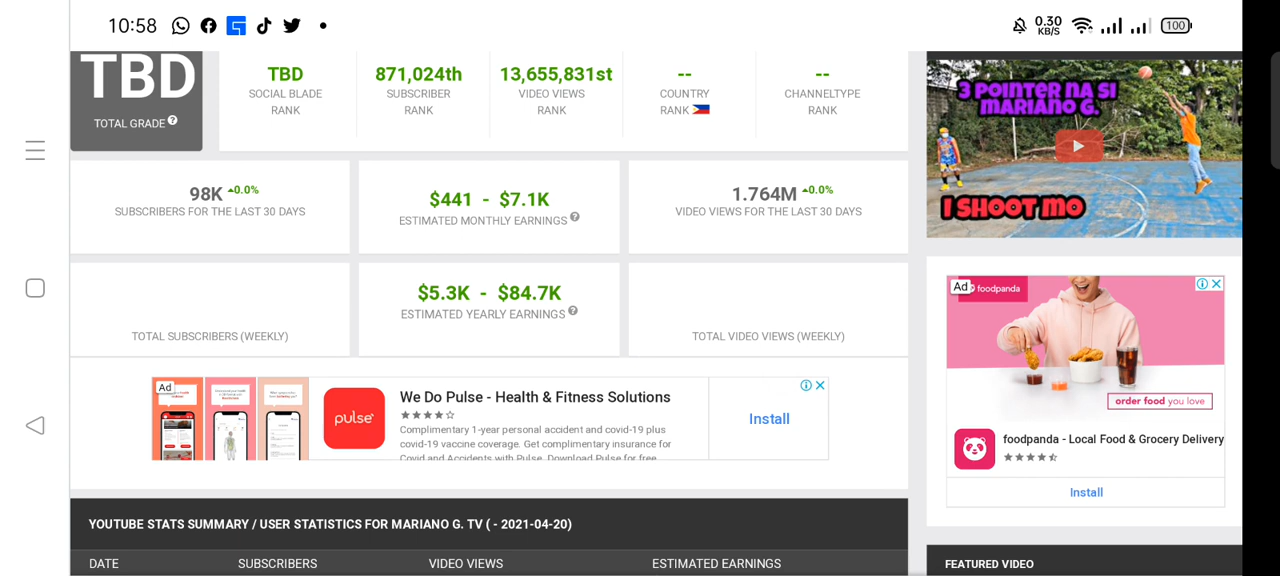 10:58
0.30
KB/S
100
TBD
TOTAL GRADE
TBD
SOCIAL BLADE
RANK
871,024th
SUBSCRIBER
RANK
13,655,831st
VIDEO VIEWS
RANK
--
COUNTRY
RANK
--
CHANNELTYPE
RANK
98K 0.0%
SUBSCRIBERS FOR THE LAST 30 DAYS
$441 - $7.1K
ESTIMATED MONTHLY EARNINGS
1.764M 0.0%
VIDEO VIEWS FOR THE LAST 30 DAYS
TOTAL SUBSCRIBERS (WEEKLY)
$5.3K - $84.7K
ESTIMATED YEARLY EARNINGS
TOTAL VIDEO VIEWS (WEEKLY)
Ad
pulse
We Do Pulse - Health & Fitness Solutions
Complimentary 1-year personal accident and covid-19 plus
covid-19 vaccine coverage. Get complimentary insurance for
Covid and Accidents with Pulse. Download Pulse for free
Install
YOUTUBE STATS SUMMARY / USER STATISTICS FOR MARIANO G. TV ( - 2021-04-20)
DATE SUBSCRIBERS VIDEO VIEWS ESTIMATED EARNINGS
3 POINTER NA SI
MARIANO G.
I SHOOT MO
Ad
foodpanda
order food you love
foodpanda - Local Food & Grocery Delivery
Install
FEATURED VIDEO